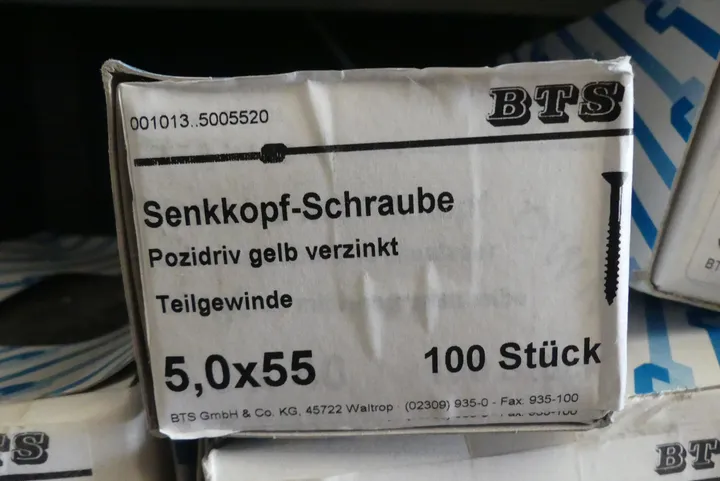 001013..5005520
BTS
Senkkopf-Schraube
Pozidriv gelb verzinkt
Teilgewinde
5,0x55
100 Stück
BTS GmbH & Co. KG, 45722 Waltrop (02309) 935-0 - Fax. 935-100
BTS
BTS